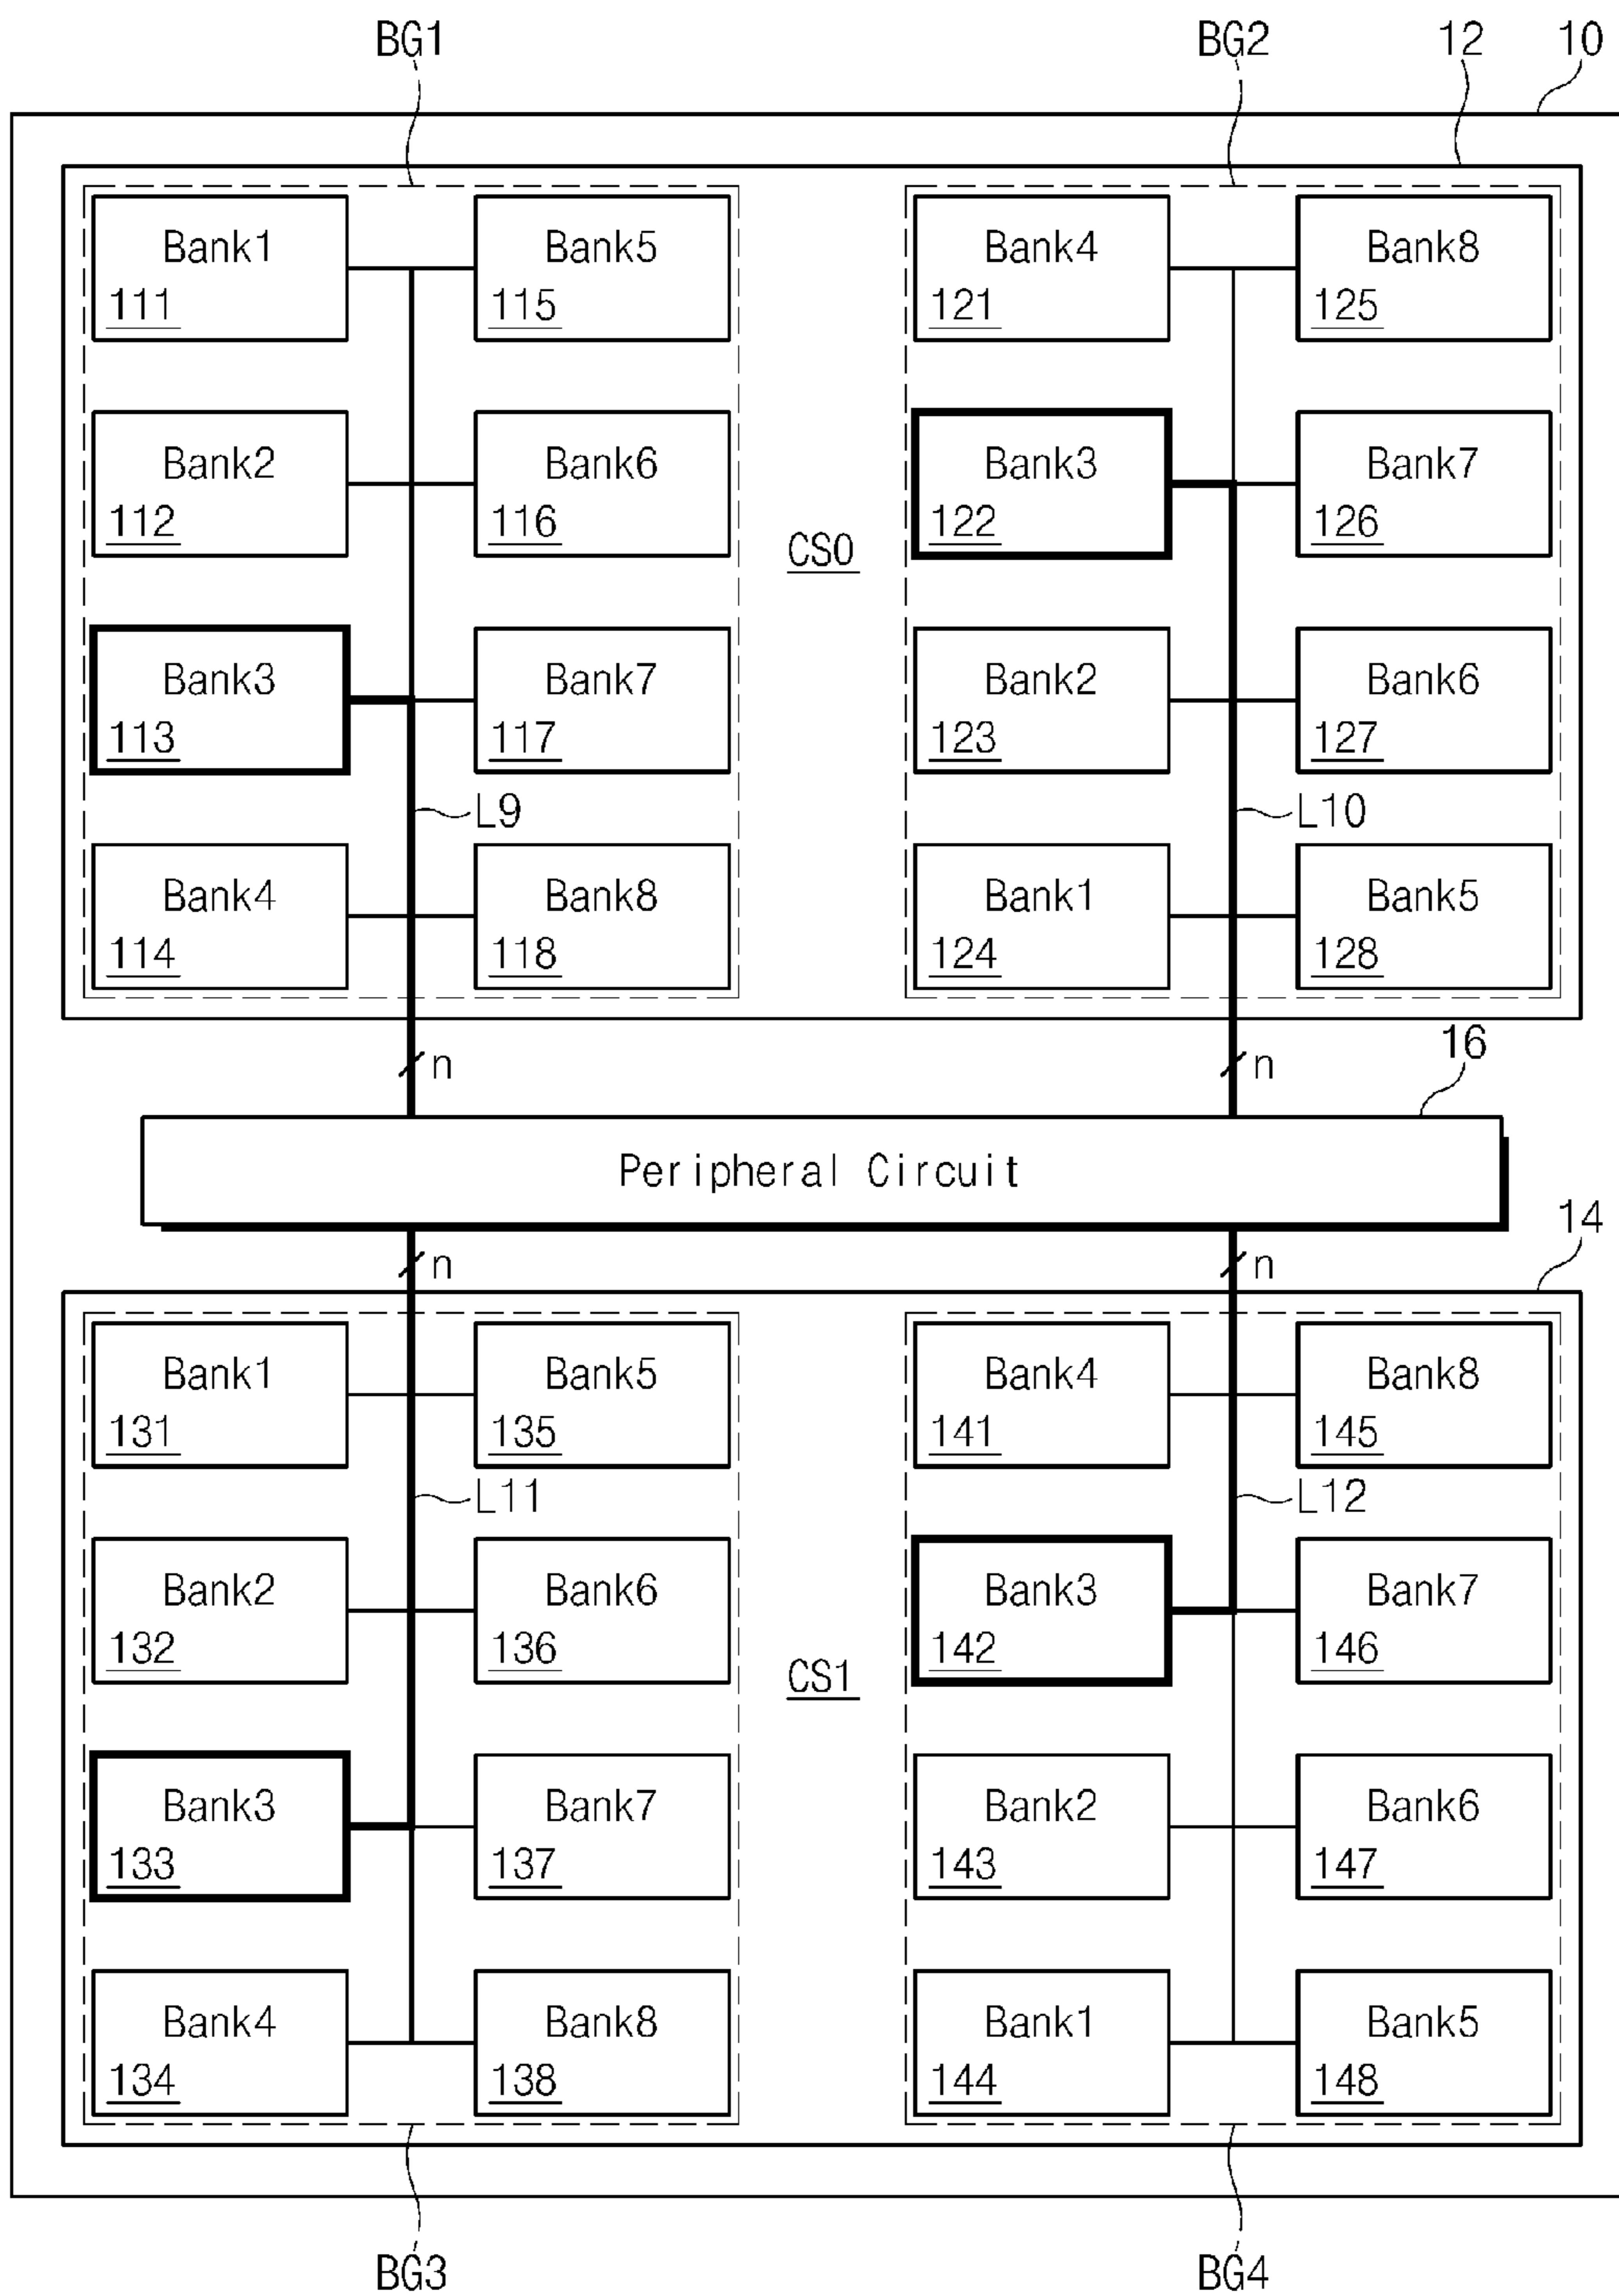 BG1 BG2 12 10
Bank1 Bank5 Bank4 Bank8
111 115 121 125
Bank2 Bank6 Bank3 Bank7
112 116 122 126
CS0
Bank3 Bank7 Bank2 Bank6
113 117 123 127
L9 L10
Bank4 Bank8 Bank1 Bank5
114 118 124 128
16
n n
Peripheral Circuit
14
n n
Bank1 Bank5 Bank4 Bank8
131 135 141 145
L11 L12
Bank2 Bank6 Bank3 Bank7
132 136 142 146
CS1
Bank3 Bank7 Bank2 Bank6
133 137 143 147
Bank4 Bank8 Bank1 Bank5
134 138 144 148
BG3 BG4